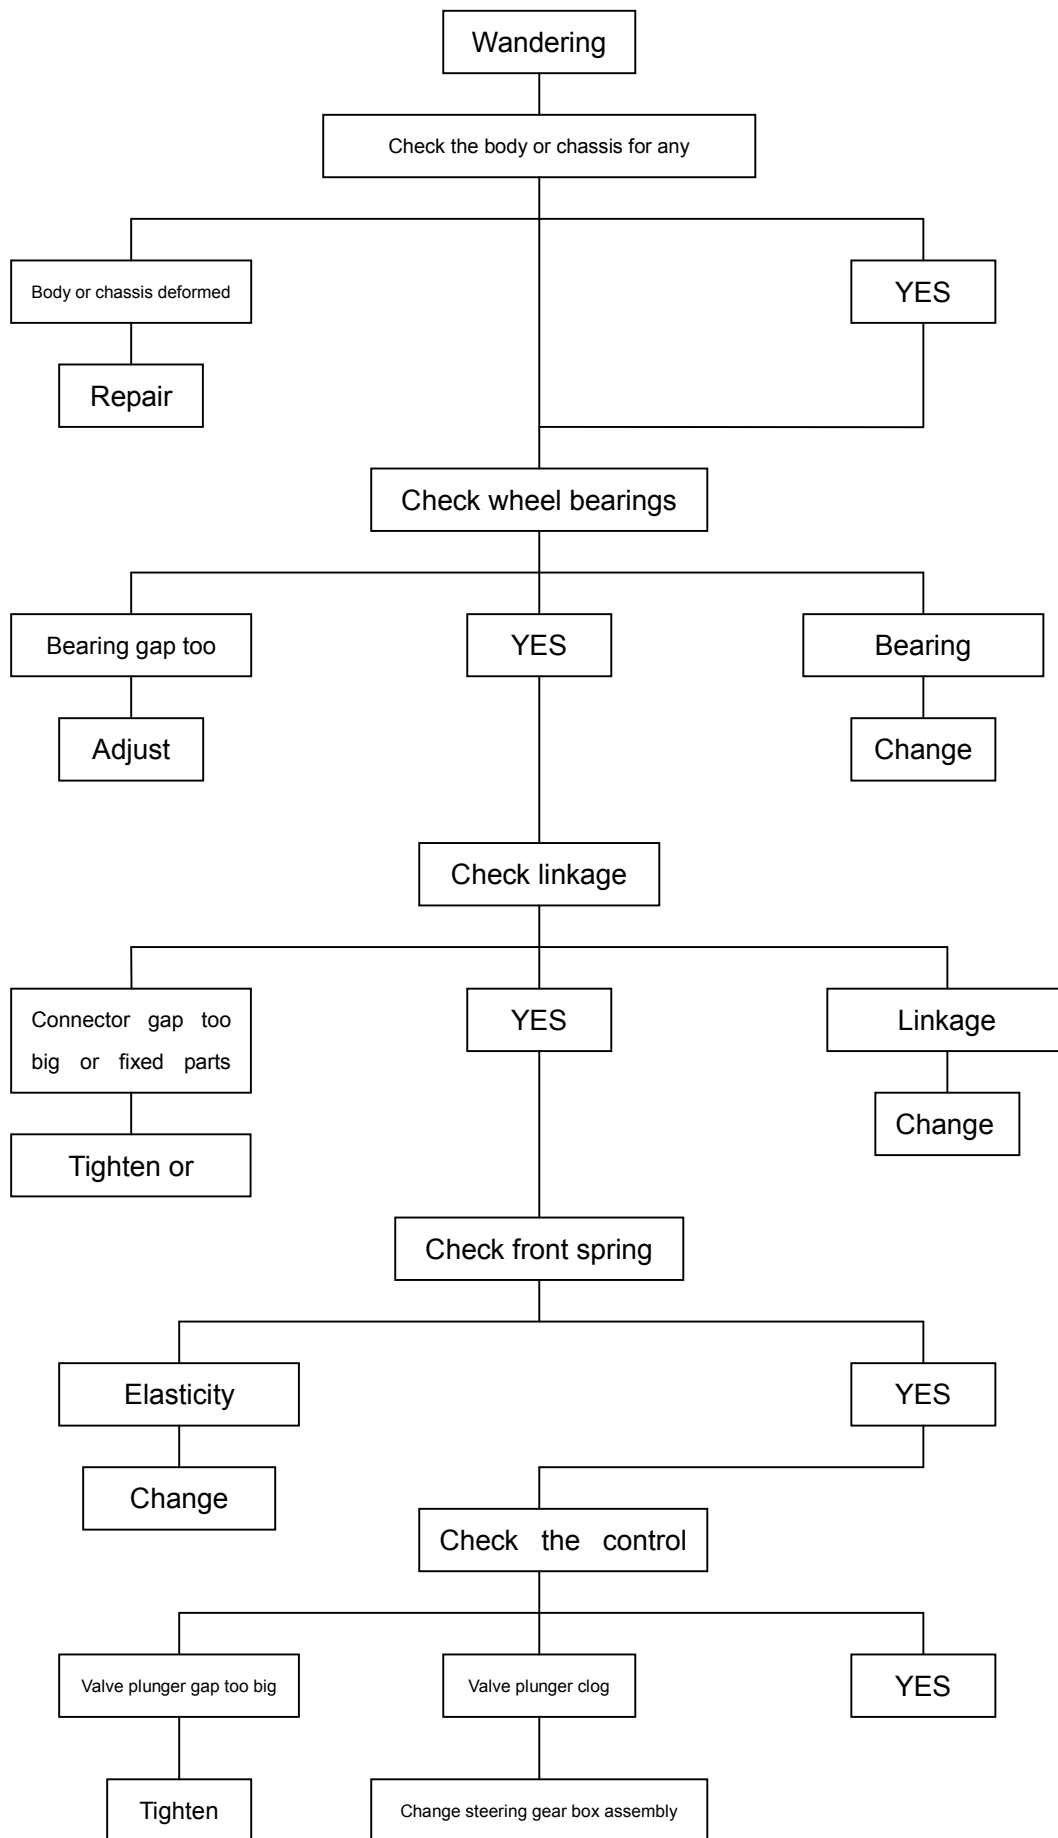 Wandering
Check the body or chassis for any
Body or chassis deformed
YES
Repair
Check wheel bearings
Bearing gap too
YES
Bearing
Adjust
Change
Check linkage
Connector gap too
big or fixed parts
YES
Linkage
Change
Tighten or
Check front spring
Elasticity
YES
Change
Check the control
Valve plunger gap too big
Valve plunger clog
YES
Tighten
Change steering gear box assembly